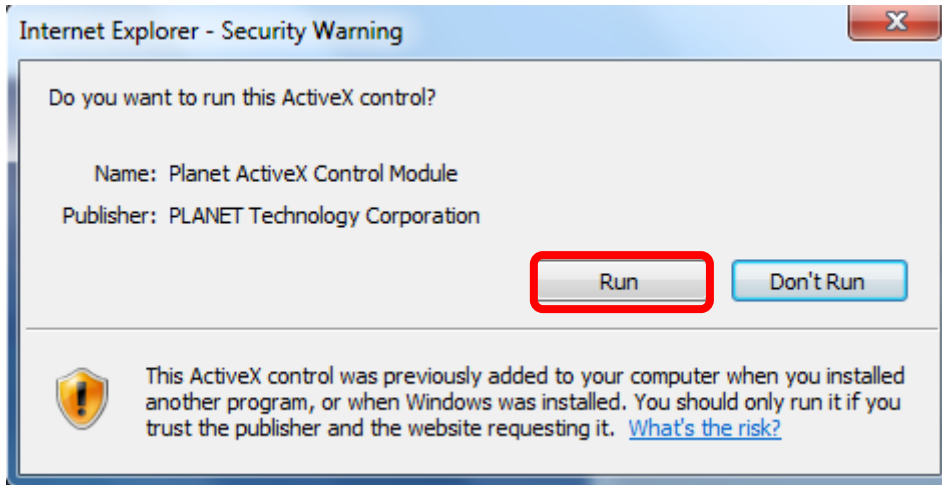 Internet Explorer - Security Warning
Do you want to run this ActiveX control?
Name: Planet ActiveX Control Module
Publisher: PLANET Technology Corporation
Run Don't Run
This ActiveX control was previously added to your computer when you installed
another program, or when Windows was installed. You should only run it if you
trust the publisher and the website requesting it. What's the risk?